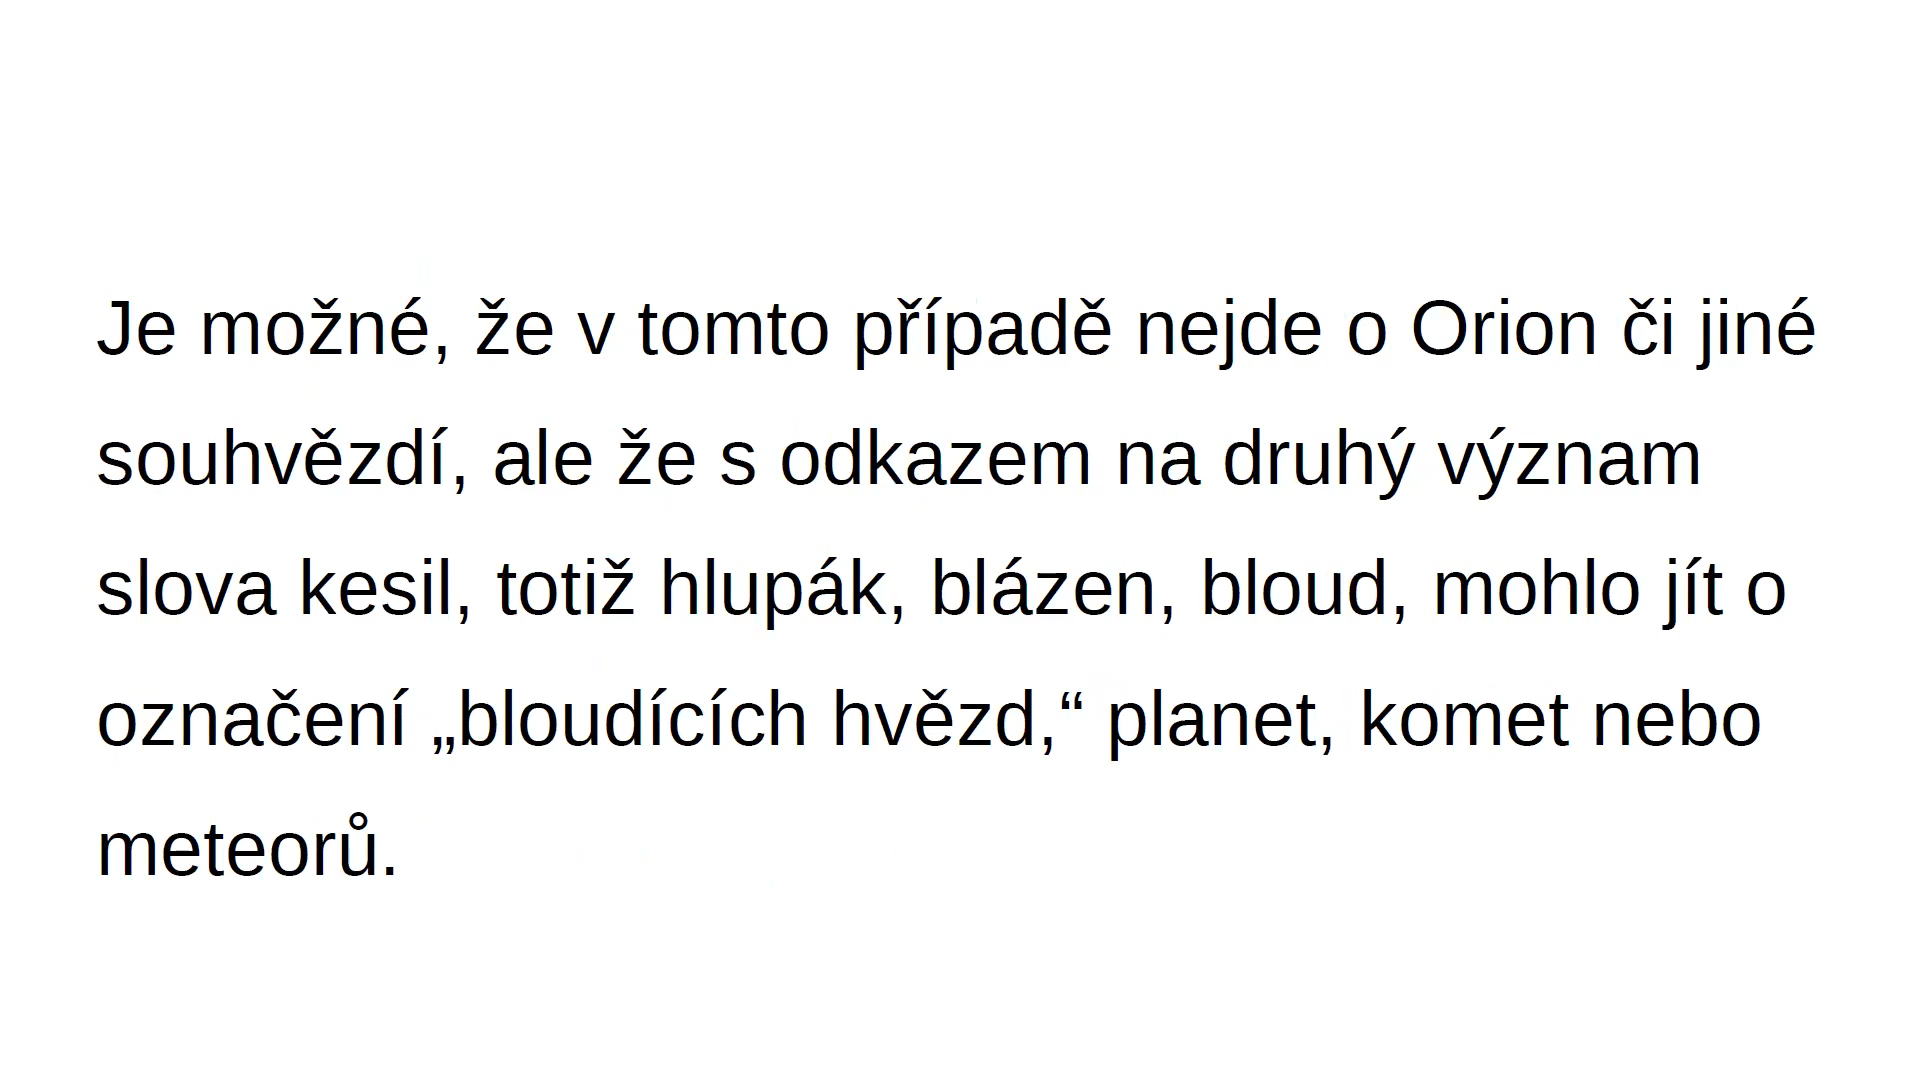 Je možné, že v tomto případě nejde o Orion či jiné
souhvězdí, ale že s odkazem na druhý význam
slova kesil, totiž hlupák, blázen, bloud, mohlo jít o
označení „bloudících hvězd,“ planet, komet nebo
meteorů.